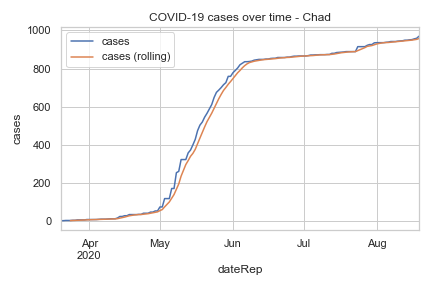 COVID-19 cases over time - Chad
cases
cases (rolling)
1000
800
600
400
200
0
cases
Apr
2020
May
Jun
Jul
Aug
dateRep